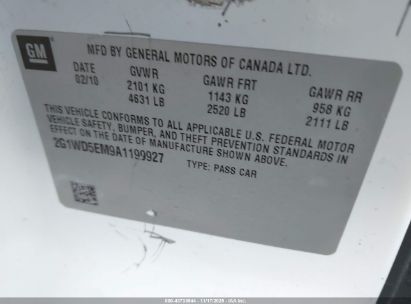 GM
MFD BY GENERAL MOTORS OF CANADA LTD.
DATE GVWR GAWR FRT GAWR RR
02/10 2101 KG 1143 KG 958 KG
4631 LB 2520 LB 2111 LB
THIS VEHICLE CONFORMS TO ALL APPLICABLE U.S. FEDERAL MOTOR
VEHICLE SAFETY, BUMPER, AND THEFT PREVENTION STANDARDS IN
EFFECT ON THE DATE OF MANUFACTURE SHOWN ABOVE.
2G1WD5EM9A1199927 TYPE: PASS CAR